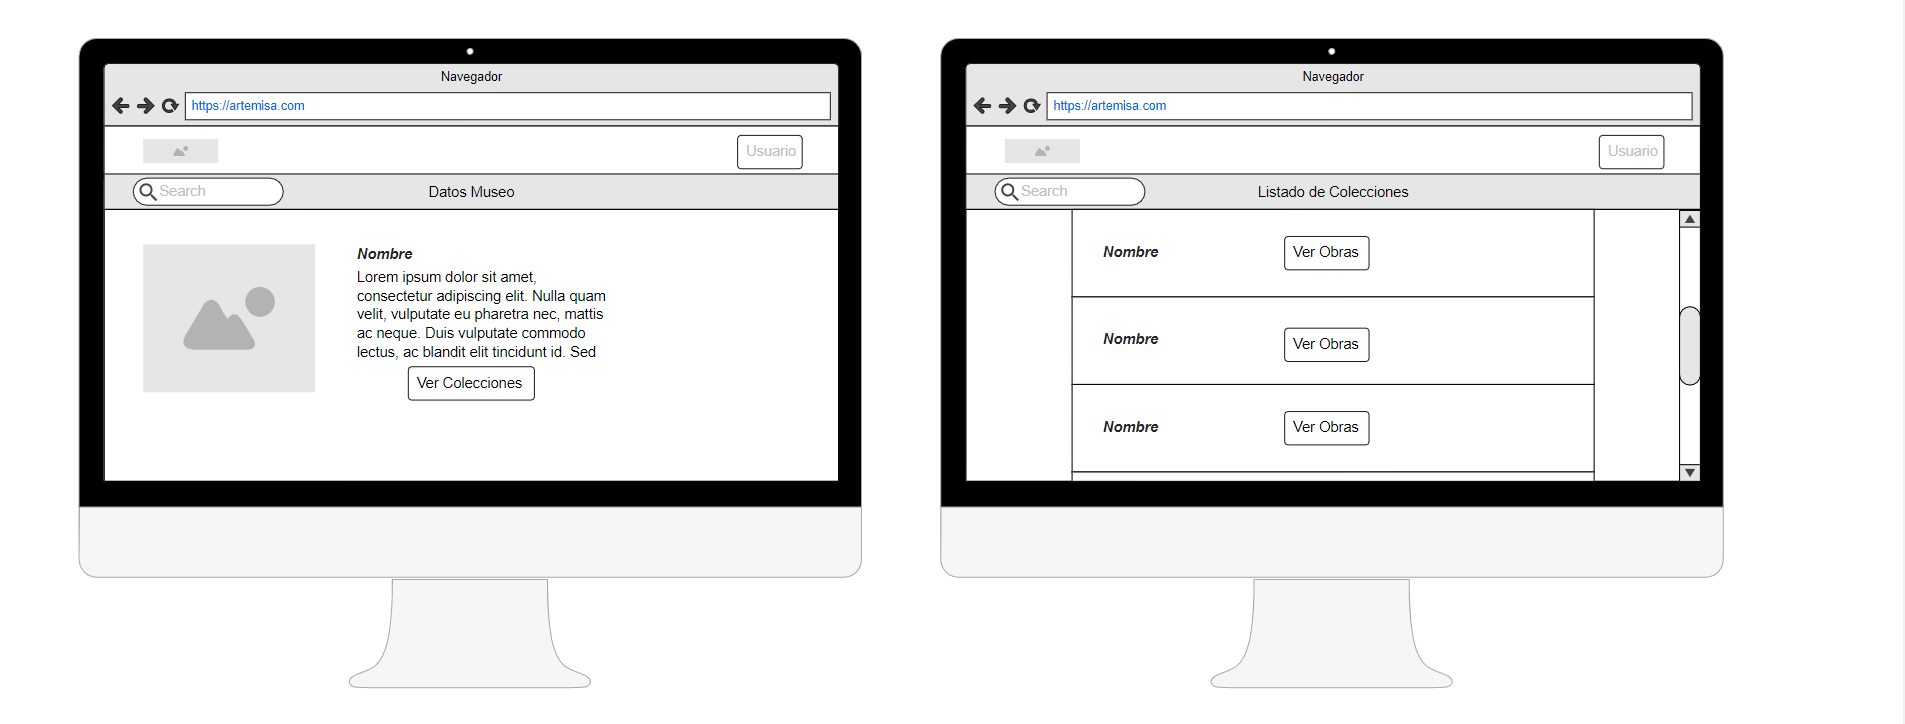 Navegador
https://artemisa.com
Usuario
Search
Datos Museo
Nombre
Lorem ipsum dolor sit amet,
consectetur adipiscing elit. Nulla quam
velit, vulputate eu pharetra nec, mattis
ac neque. Duis vulputate commodo
lectus, ac blandit elit tincidunt id. Sed
Ver Colecciones
Navegador
https://artemisa.com
Usuario
Search
Listado de Colecciones
Nombre
Ver Obras
Nombre
Ver Obras
Nombre
Ver Obras